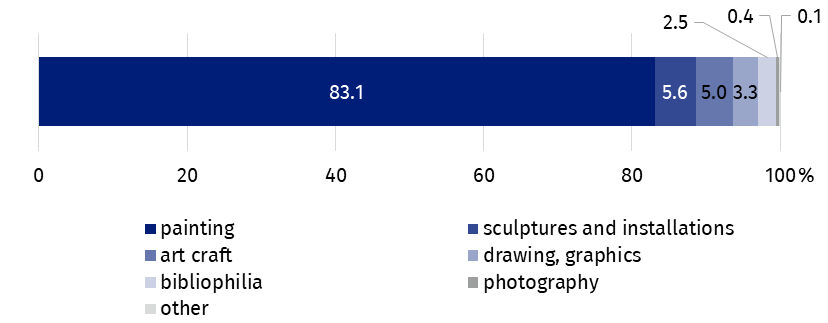 2.5 0.4 0.1
83.1 5.6 5.0 3.3
0 20 40 60 80 100 %
painting sculptures and installations
art craft drawing, graphics
bibliophilia photography
other